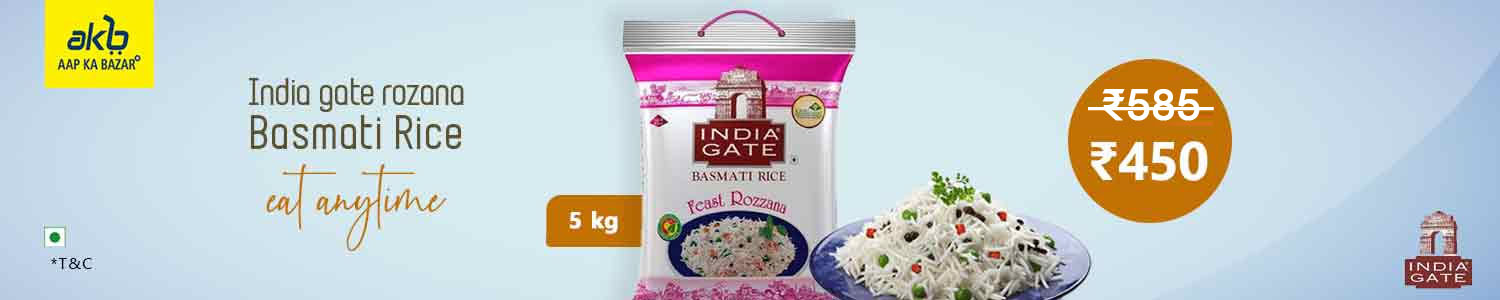 akb
AAP KA BAZAR
India gate rozana
Basmati Rice
eat anytime
*T&C
5 kg
INDIA
GATE
BASMATI RICE
Feast Rozzana
₹585
₹450
INDIA
GATE